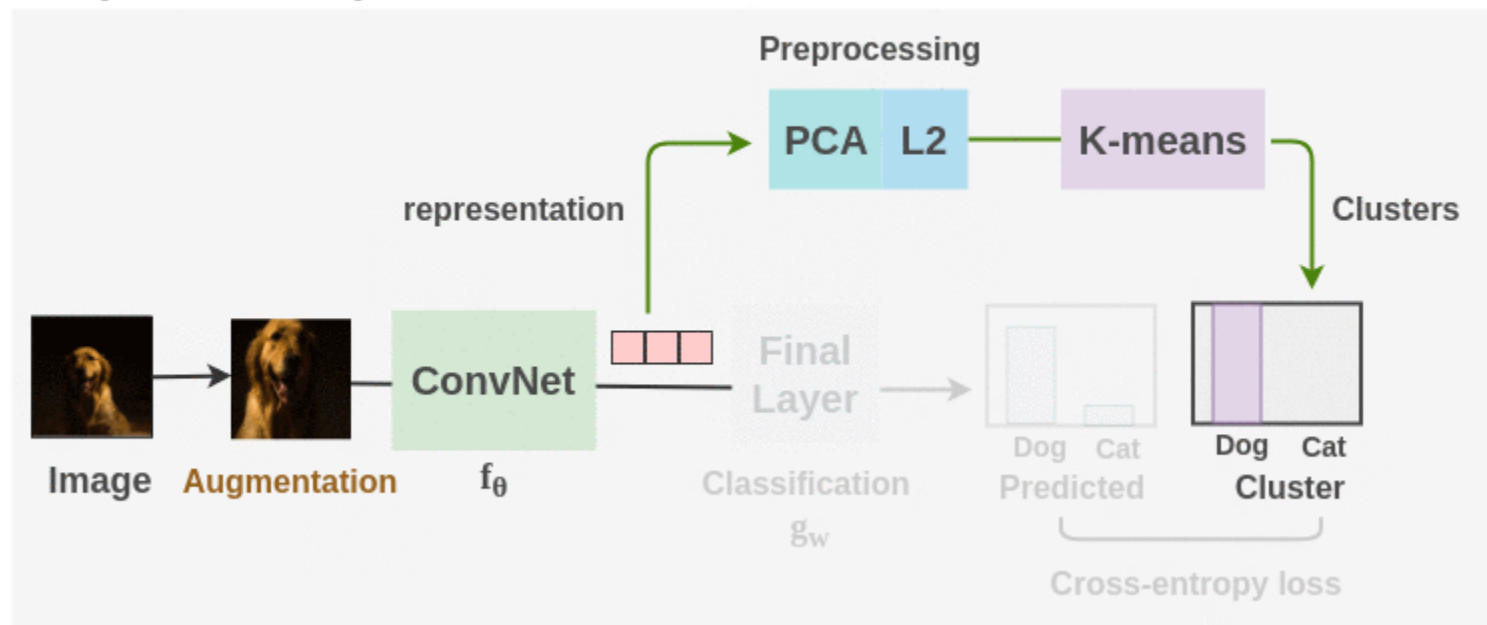 Preprocessing
PCA
L2
K-means
representation
Clusters
ConvNet
Final
Layer
Dog
Cat
Dog
Cat
Image
Augmentation
fθ
Classification
gw
Predicted
Cluster
Cross-entropy loss